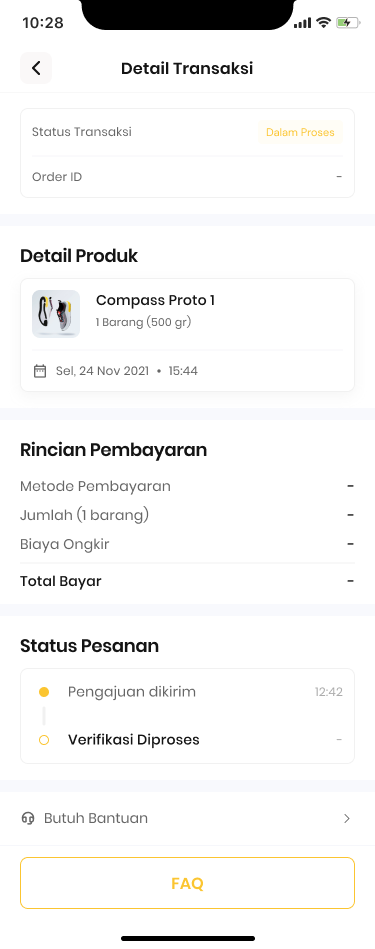 10:28
Detail Transaksi
Status Transaksi Dalam Proses
Order ID -
Detail Produk
Compass Proto 1
1 Barang (500 gr)
Sel, 24 Nov 2021 • 15:44
Rincian Pembayaran
Metode Pembayaran -
Jumlah (1 barang) -
Biaya Ongkir -
Total Bayar -
Status Pesanan
Pengajuan dikirim 12:42
Verifikasi Diproses -
Butuh Bantuan
FAQ